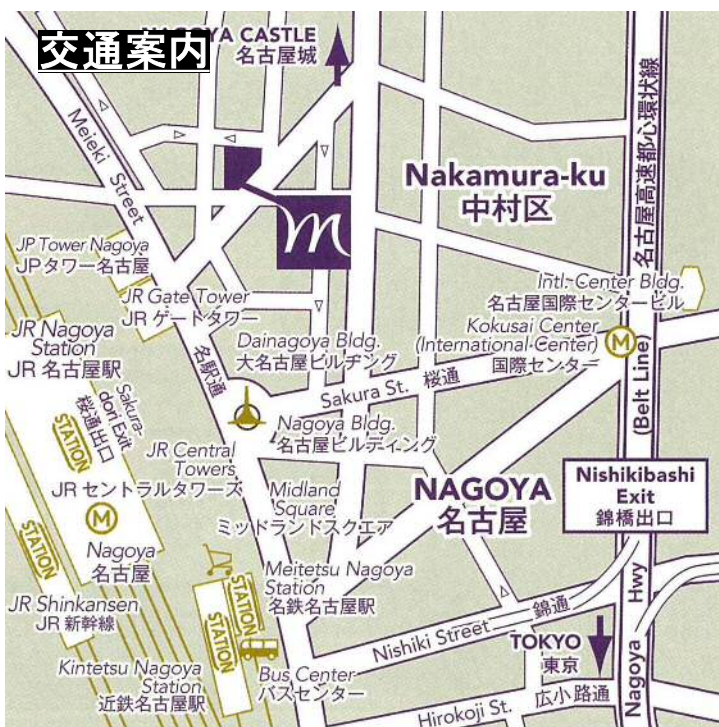 交通案内
NAGOYA CASTLE
名古屋城
Meieki Street
名古屋高速都心環状線
Nakamura-ku
中村区
m
JP Tower Nagoya
JPタワー名古屋
JR Gate Tower
JR ゲートタワー
Intl. Center Bldg.
名古屋国際センタービル
Kokusai Center
(International Center)
国際センター
M
JR Nagoya
Station
JR 名古屋駅
名駅通
Dainagoya Bldg.
大名古屋ビルヂング
Sakura St. 桜通
(Belt Line)
Sakura-
dori Exit
桜通出口
STATION
Nagoya Bldg.
名古屋ビルディング
JR Central
Towers
JR セントラルタワーズ
M
Nagoya
名古屋
Midland
Square
ミッドランドスクエア
NAGOYA
名古屋
Nishikibashi
Exit
錦橋出口
STATION
JR Shinkansen
JR 新幹線
Meitetsu Nagoya
Station
名鉄名古屋駅
STATION
STATION
Kintetsu Nagoya
Station
近鉄名古屋駅
Bus Center
バスセンター
Nishiki Street 錦通
TOKYO
東京
Nagoya Hwy
Hirokoji St. 広小路通